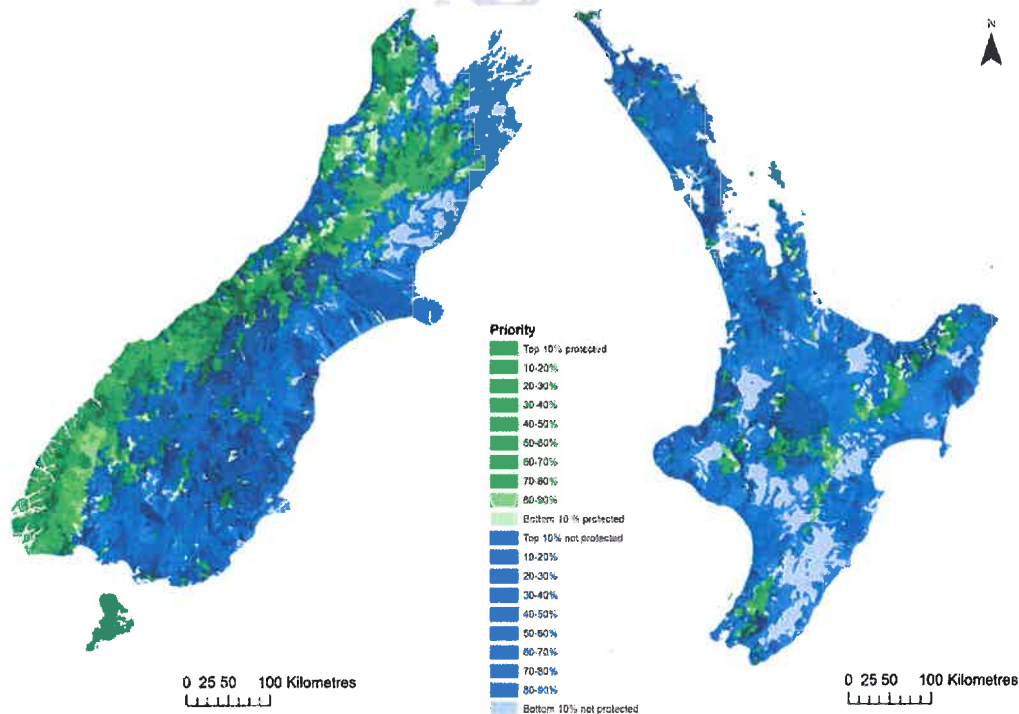 N
Priority
Top 10% protected
10-20%
20-30%
30-40%
40-50%
50-60%
60-70%
70-80%
80-90%
Bottom 10% protected
Top 10% not protected
10-20%
20-30%
30-40%
40-50%
50-60%
60-70%
70-80%
80-90%
Bottom 10% not protected
0 25 50 100 Kilometres
0 25 50 100 Kilometres